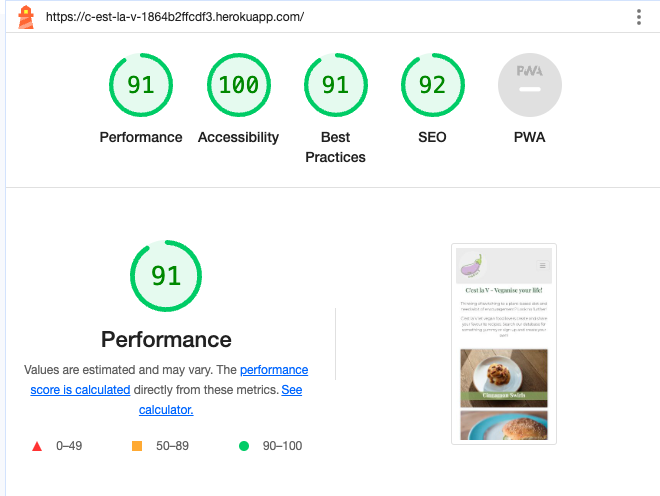 https://c-est-la-v-1864b2ffcdf3.herokuapp.com/
91
100
91
92
PWA
Performance
Accessibility
Best
Practices
SEO
PWA
91
Performance
Values are estimated and may vary. The performance
score is calculated directly from these metrics. See
calculator.
0–49
50–89
90–100
C'est la V - Veganise your life!
Cinnamon Swirls